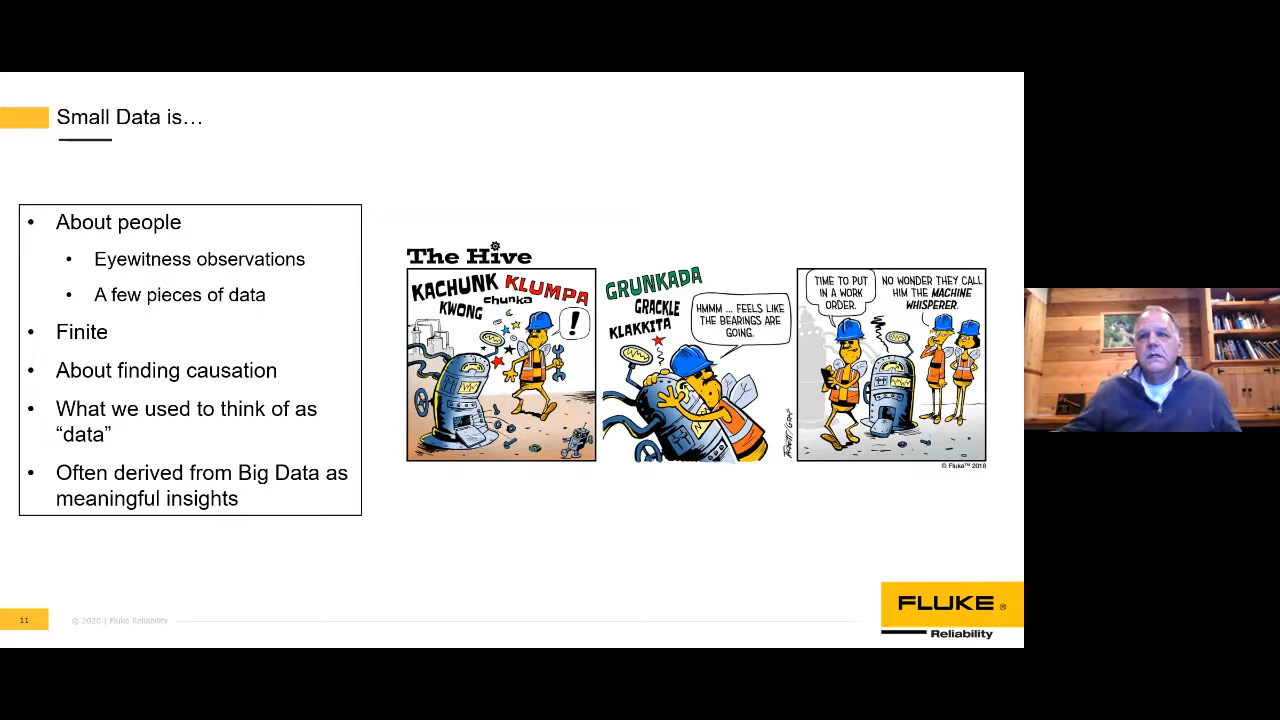 Small Data is…
• About people
• Eyewitness observations
• A few pieces of data
• Finite
• About finding causation
• What we used to think of as
“data”
• Often derived from Big Data as
meaningful insights
The Hive
KACHUNK KLUMPA
KWONG chunka
!
GRUNKADA
GRACKLE
KLAKKITA
HMMM ... FEELS LIKE
THE BEARINGS ARE
GOING.
TIME TO PUT
IN A WORK
ORDER.
NO WONDER THEY CALL
HIM THE MACHINE
WHISPERER.
© Fluke™ 2018
11
© 2020 | Fluke Reliability
FLUKE ®
Reliability